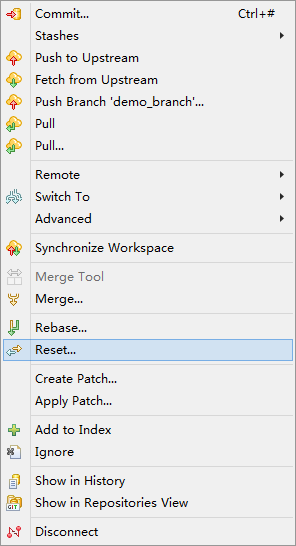 Commit... Ctrl+#
Stashes
Push to Upstream
Fetch from Upstream
Push Branch 'demo_branch'...
Pull
Pull...
Remote
Switch To
Advanced
Synchronize Workspace
Merge Tool
Merge...
Rebase...
Reset...
Create Patch...
Apply Patch...
Add to Index
Ignore
Show in History
GIT Show in Repositories View
Disconnect